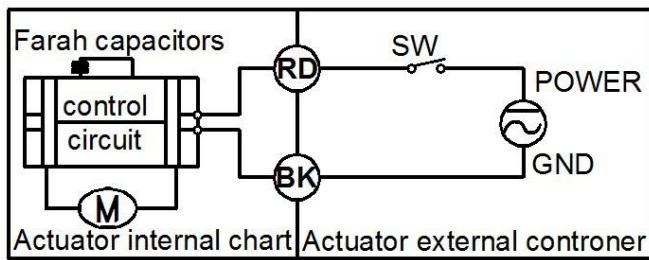 Farah capacitors
RD
SW
POWER
control
circuit
BK
GND
M
Actuator internal chart
Actuator external controner